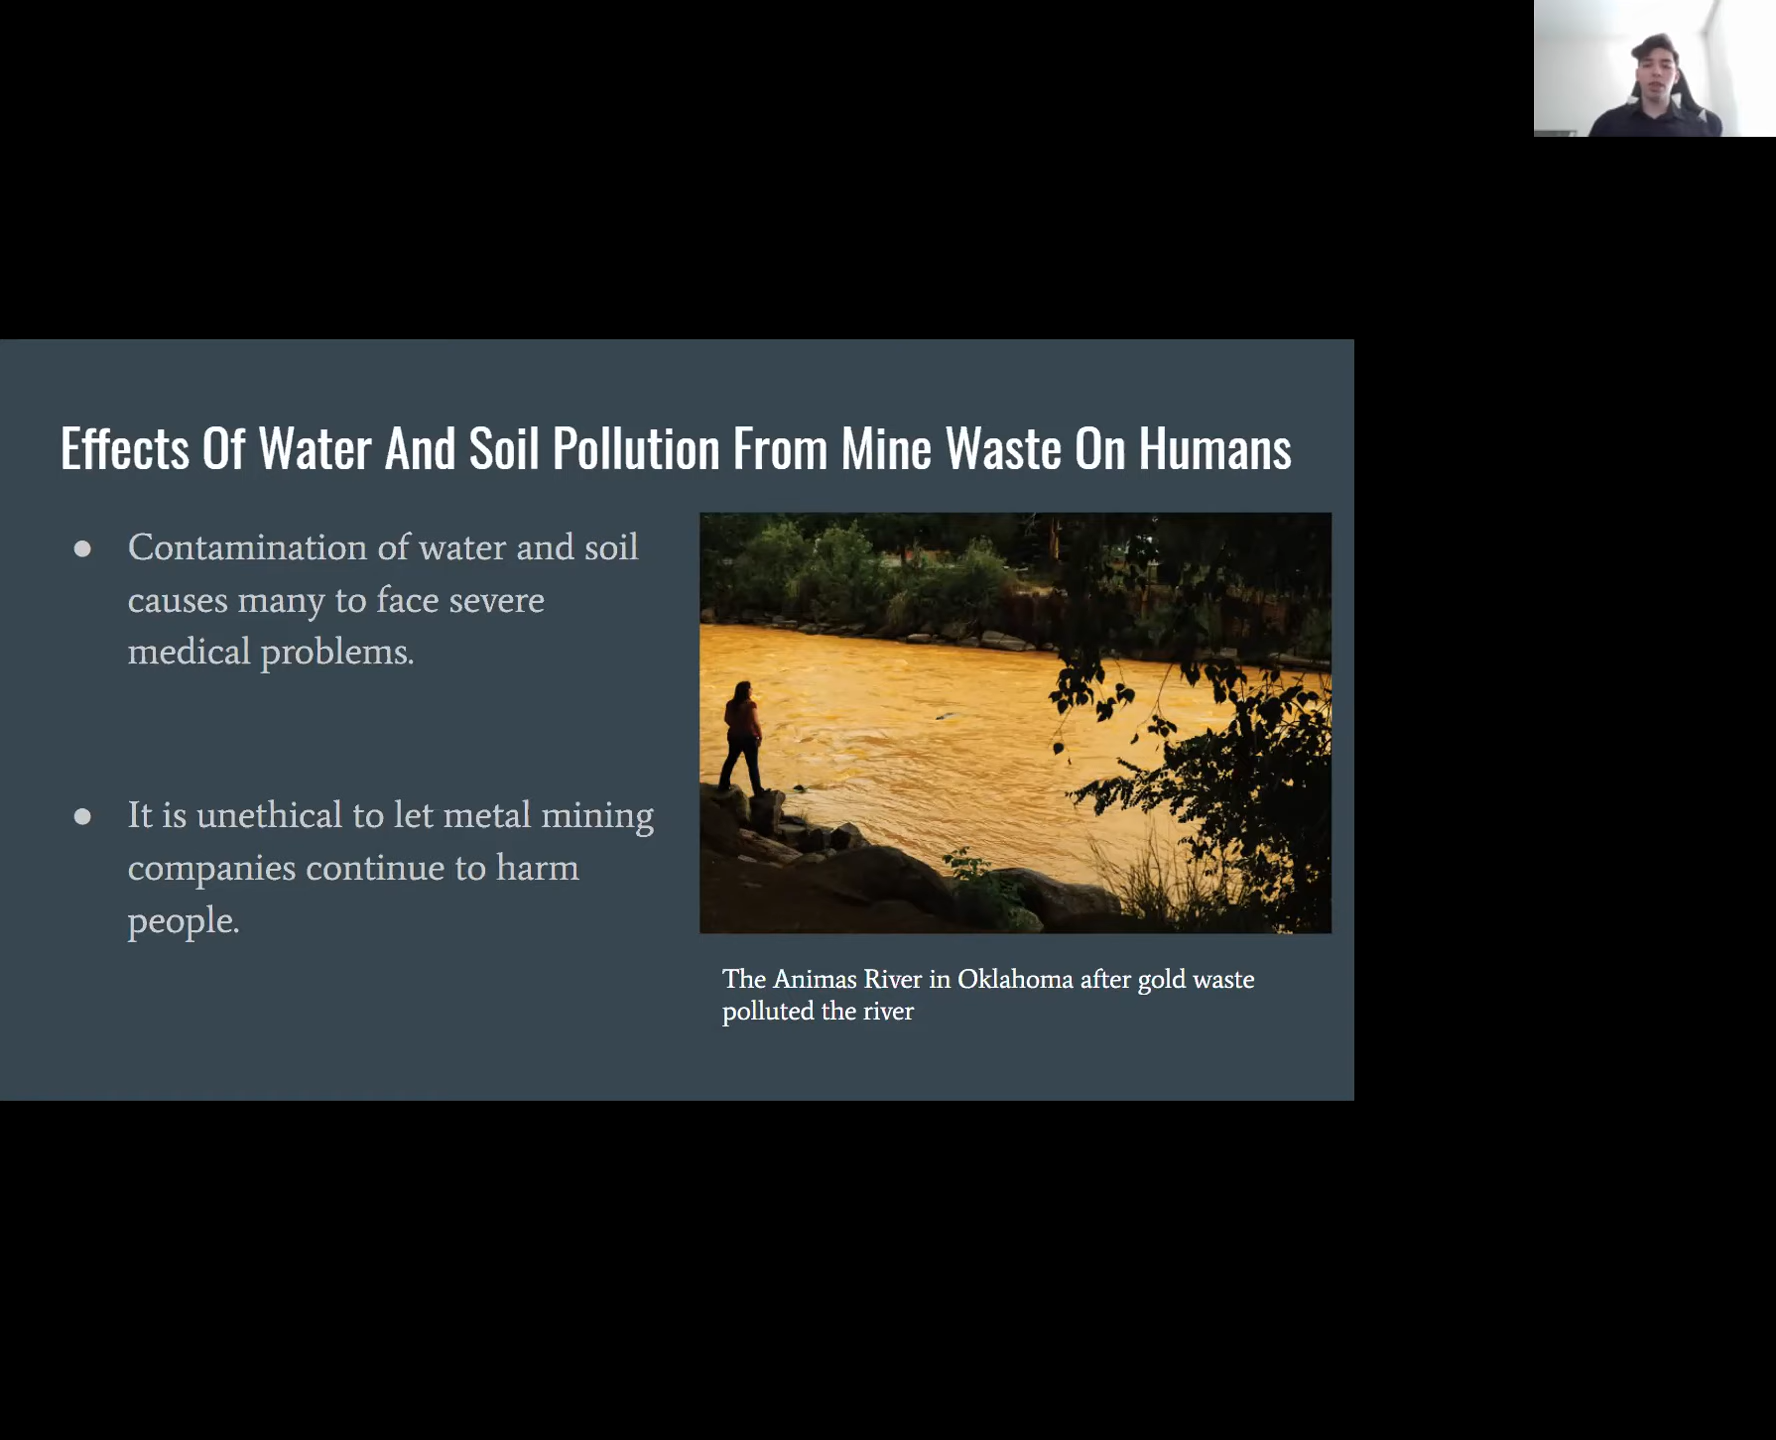 Effects Of Water And Soil Pollution From Mine Waste On Humans
● Contamination of water and soil
causes many to face severe
medical problems.
● It is unethical to let metal mining
companies continue to harm
people.
The Animas River in Oklahoma after gold waste
polluted the river